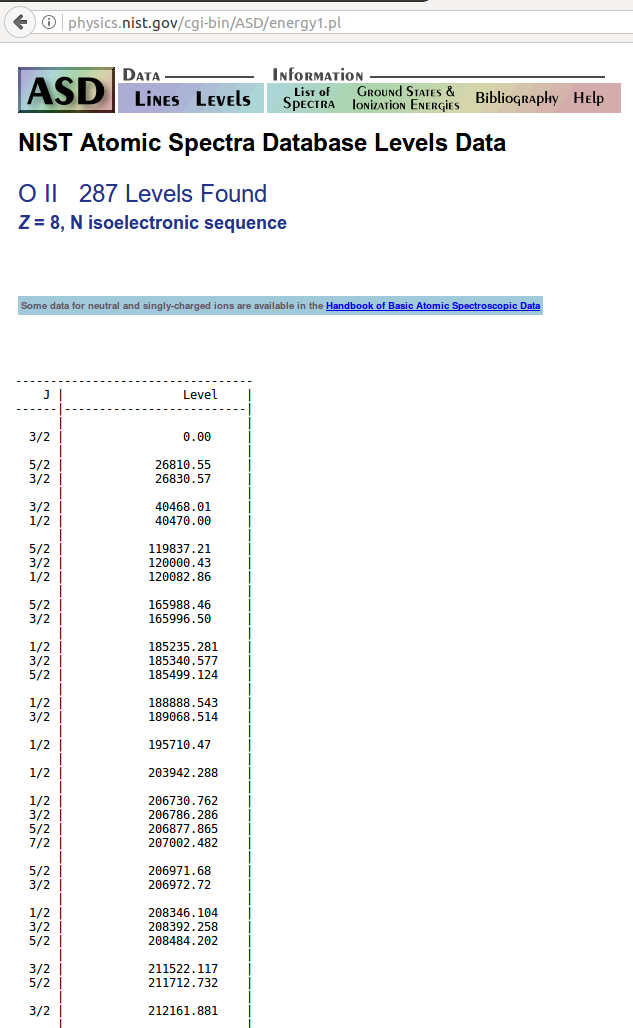 physics.nist.gov/cgi-bin/ASD/energy1.pl
ASD
DATA
LINES LEVELS
INFORMATION
List of SPECTRA
GROUND STATES & IONIZATION ENERGIES
BIBLIOGRAPHY
HELP
NIST Atomic Spectra Database Levels Data
O II 287 Levels Found
Z = 8, N isoelectronic sequence
Some data for neutral and singly-charged ions are available in the Handbook of Basic Atomic Spectroscopic Data
----------------------------------
J | Level |
------|--------------------------|
3/2 | 0.00 |
5/2 | 26810.55 |
3/2 | 26830.57 |
3/2 | 40468.01 |
1/2 | 40470.00 |
5/2 | 119837.21 |
3/2 | 120000.43 |
1/2 | 120082.86 |
5/2 | 165988.46 |
3/2 | 165996.50 |
1/2 | 185235.281 |
3/2 | 185340.577 |
5/2 | 185499.124 |
1/2 | 188888.543 |
3/2 | 189068.514 |
1/2 | 195710.47 |
1/2 | 203942.288 |
1/2 | 206730.762 |
3/2 | 206786.286 |
5/2 | 206877.865 |
7/2 | 207002.482 |
5/2 | 206971.68 |
3/2 | 206972.72 |
1/2 | 208346.104 |
3/2 | 208392.258 |
5/2 | 208484.202 |
3/2 | 211522.117 |
5/2 | 211712.732 |
3/2 | 212161.881 |